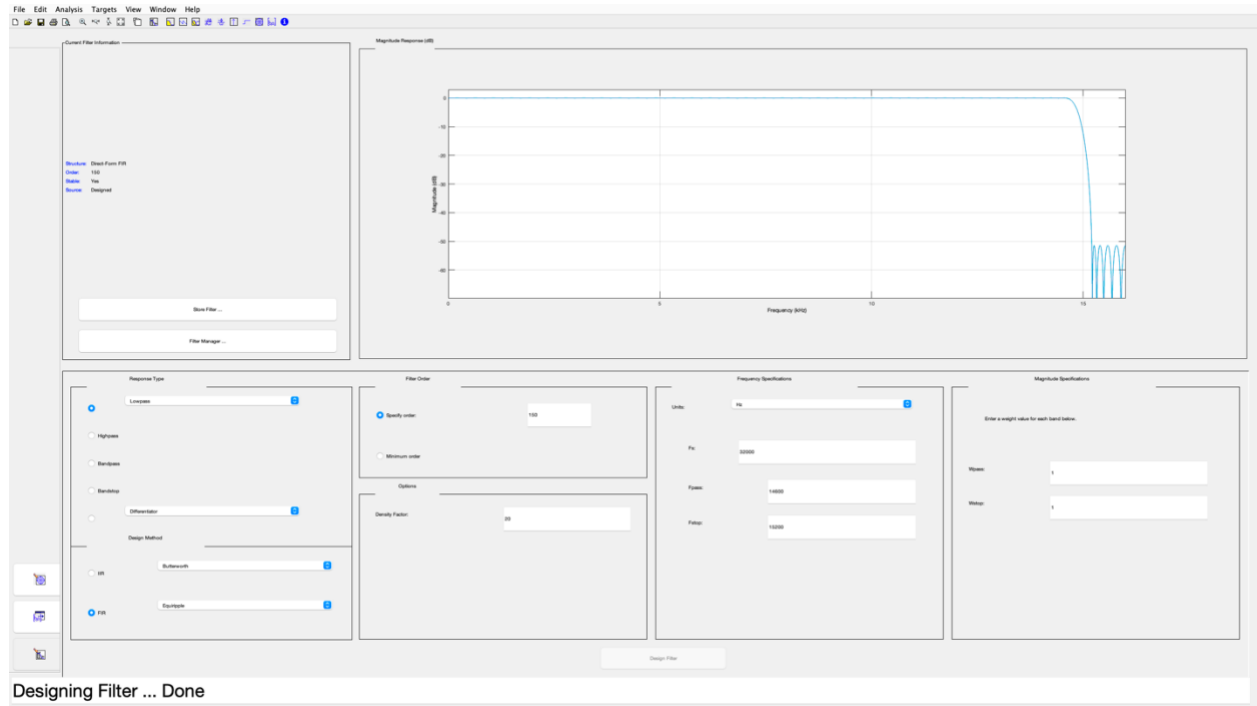 File Edit Analysis Targets View Window Help
Current Filter Information
Structure: Direct-Form FIR
Order: 150
Stable: Yes
Source: Designed
Store Filter ...
Filter Manager ...
Magnitude Response (dB)
Magnitude (dB)
0
-10
-20
-30
-40
-50
-60
0 5 10 15
Frequency (kHz)
Response Type
Lowpass
Highpass
Bandpass
Bandstop
Differentiator
Design Method
IIR Butterworth
FIR Equiripple
Filter Order
Specify order: 150
Minimum order
Options
Density Factor: 20
Frequency Specifications
Units: Hz
Fs: 32000
Fpass: 14600
Fstop: 15200
Magnitude Specifications
Enter a weight value for each band below.
Wpass: 1
Wstop: 1
Design Filter
Designing Filter ... Done